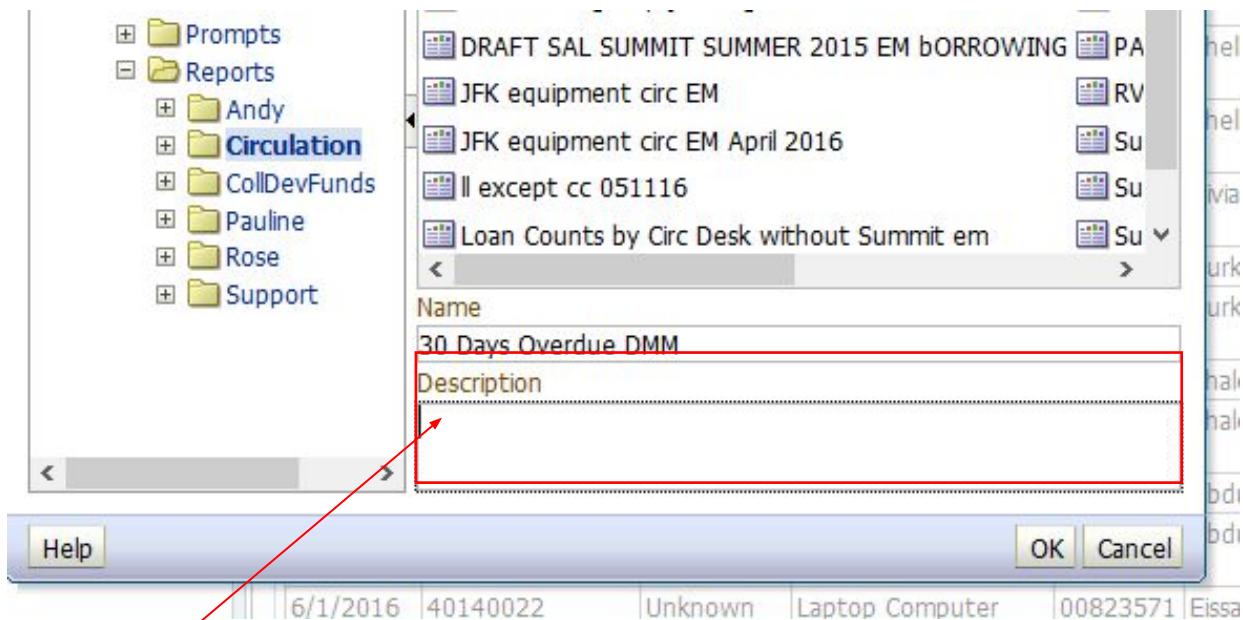 Prompts
Reports
Andy
Circulation
CollDevFunds
Pauline
Rose
Support
DRAFT SAL SUMMIT SUMMER 2015 EM bORROWING PA
JFK equipment circ EM RV
JFK equipment circ EM April 2016 Su
ll except cc 051116 Su
Loan Counts by Circ Desk without Summit em Su
Name
30 Days Overdue DMM
Description
Help OK Cancel
6/1/2016 40140022 Unknown Laptop Computer 00823571 Eissa